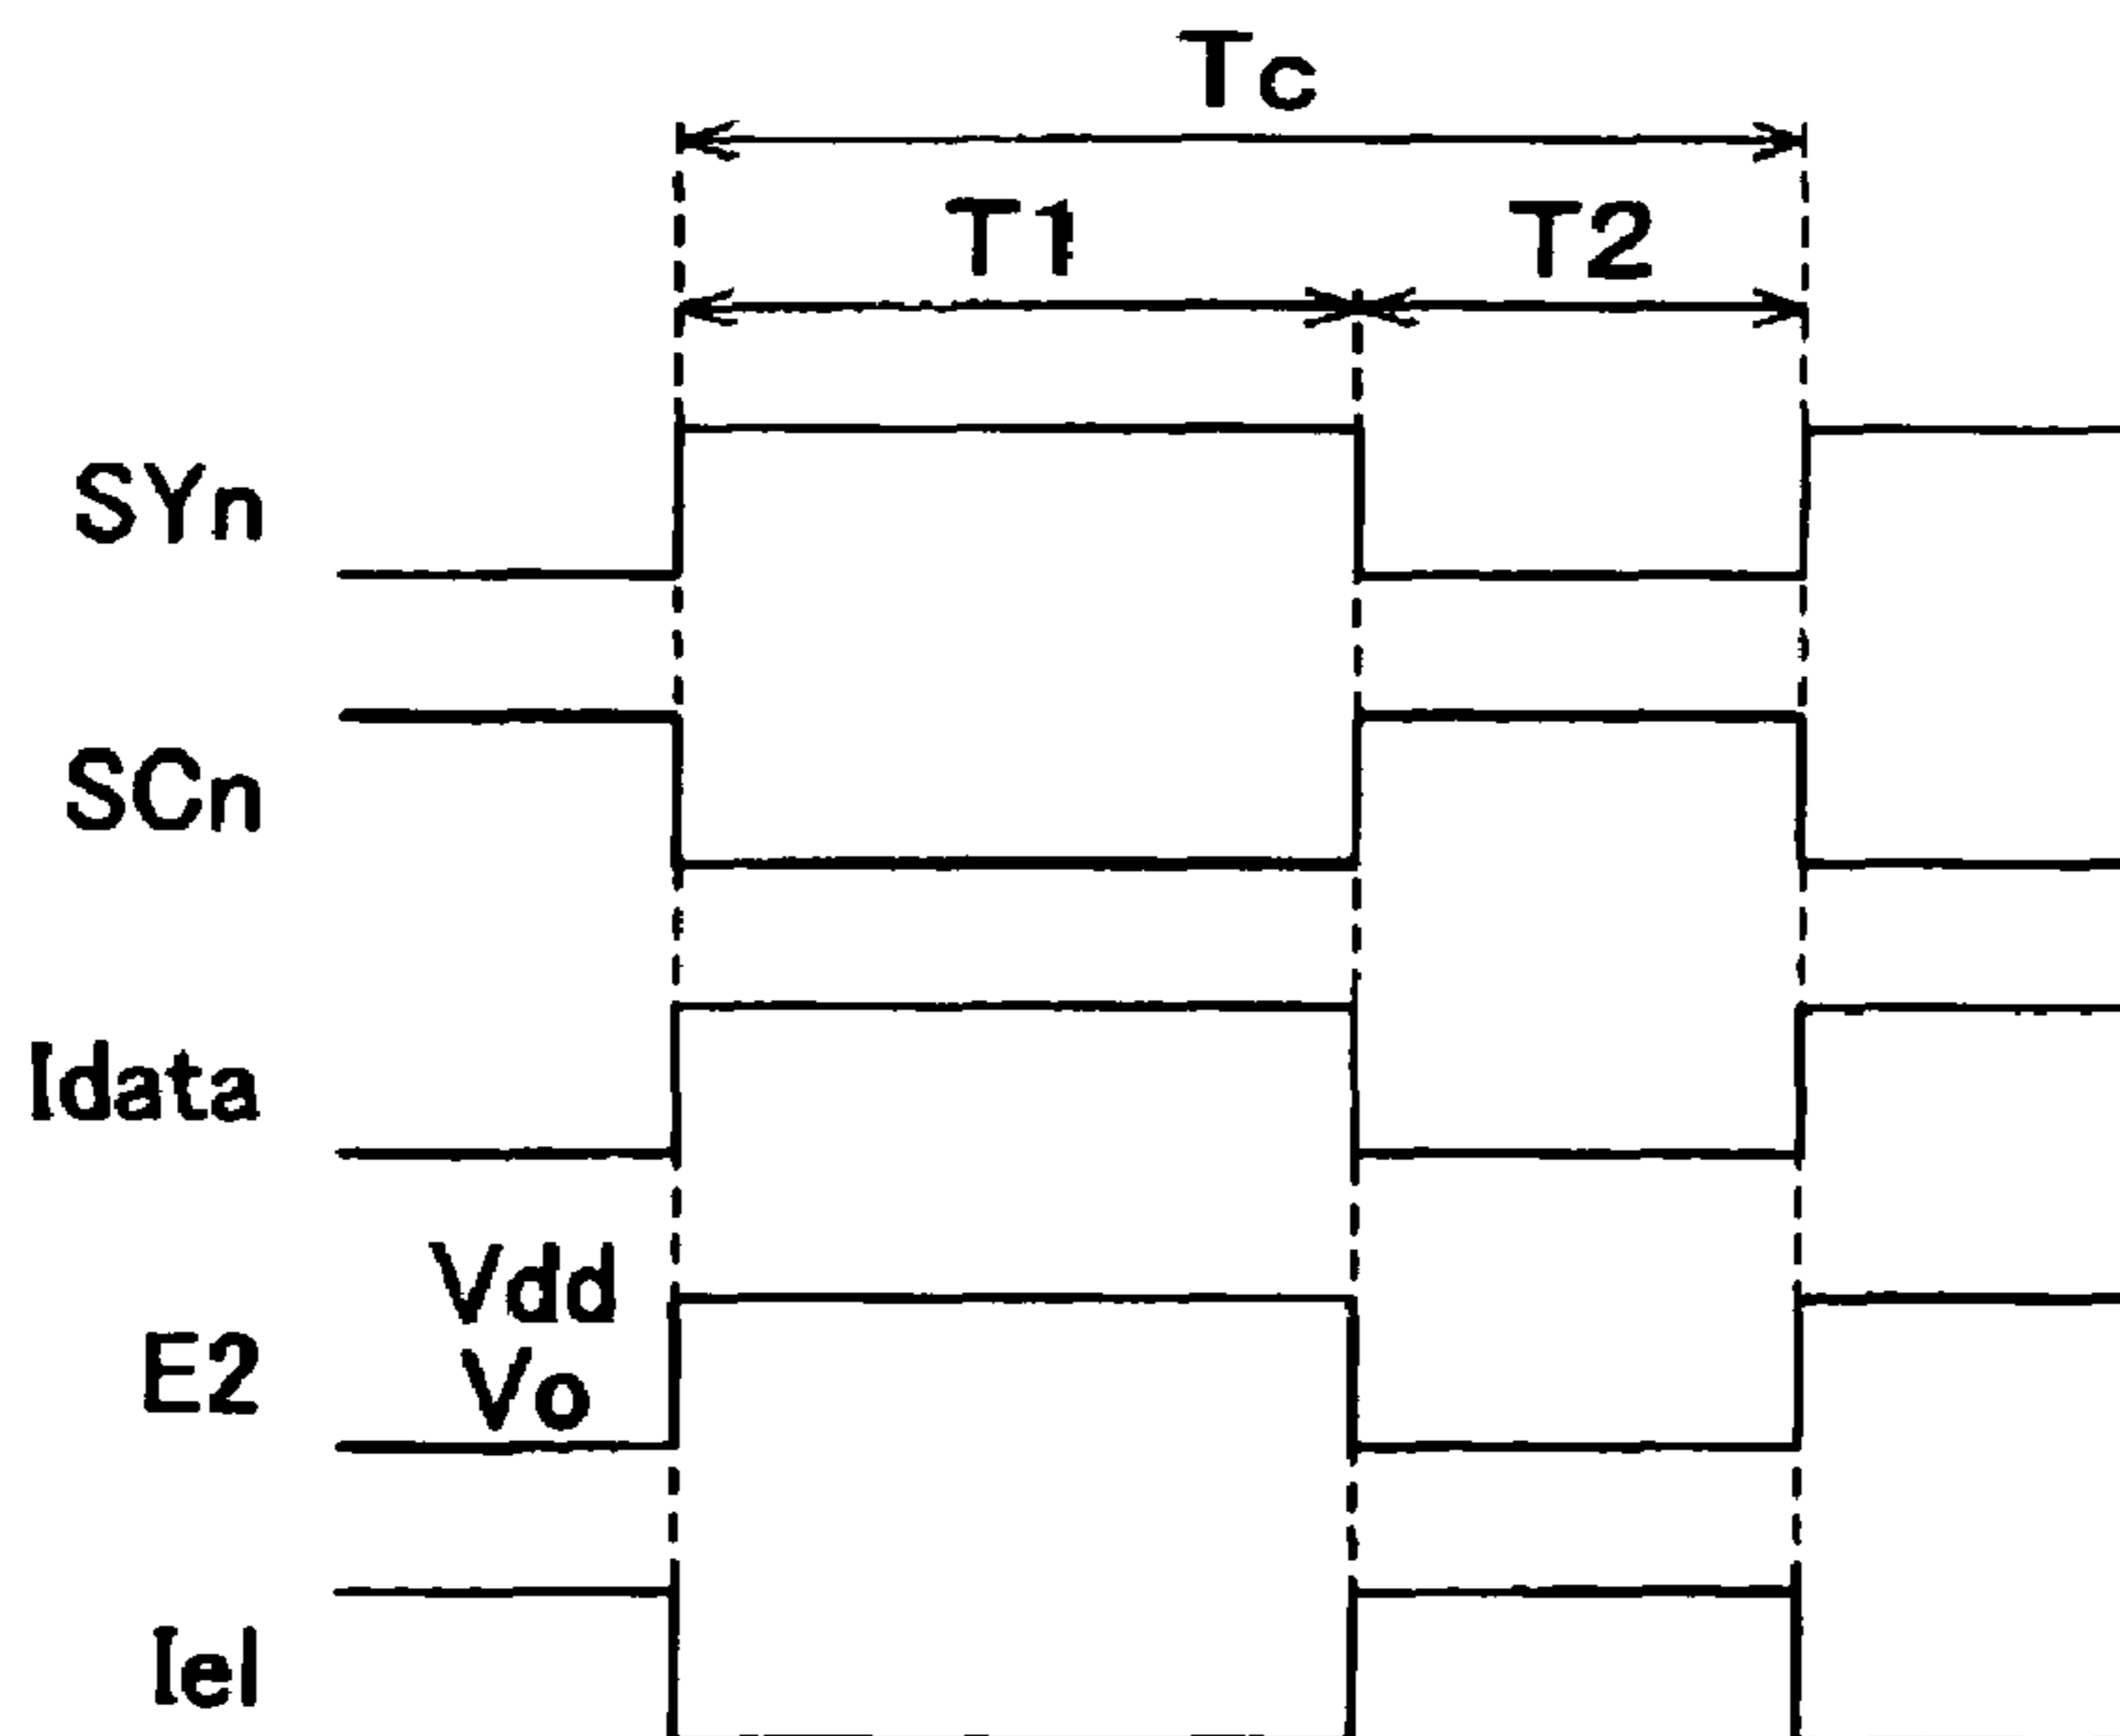 Tc
T1 T2
SYn
SCn
Idata
Vdd
E2 Vo
Iel